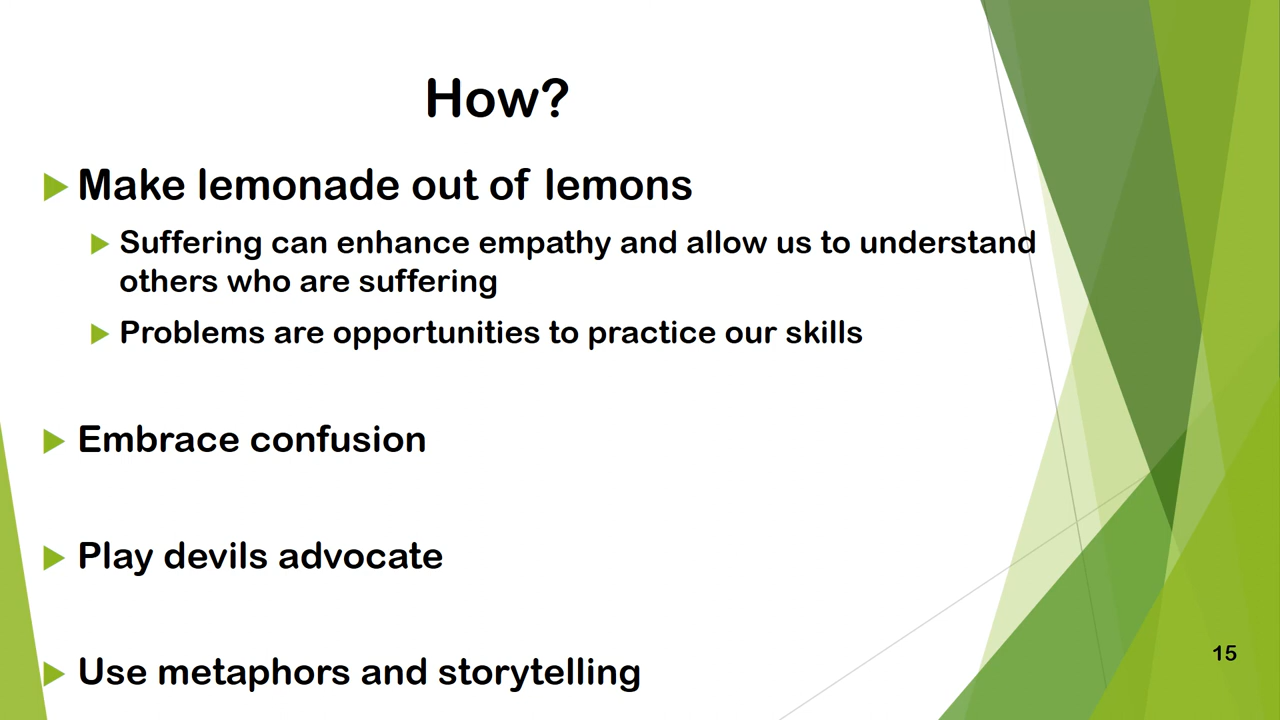 How?
Make lemonade out of lemons
Suffering can enhance empathy and allow us to understand
others who are suffering
Problems are opportunities to practice our skills
Embrace confusion
Play devils advocate
Use metaphors and storytelling
15